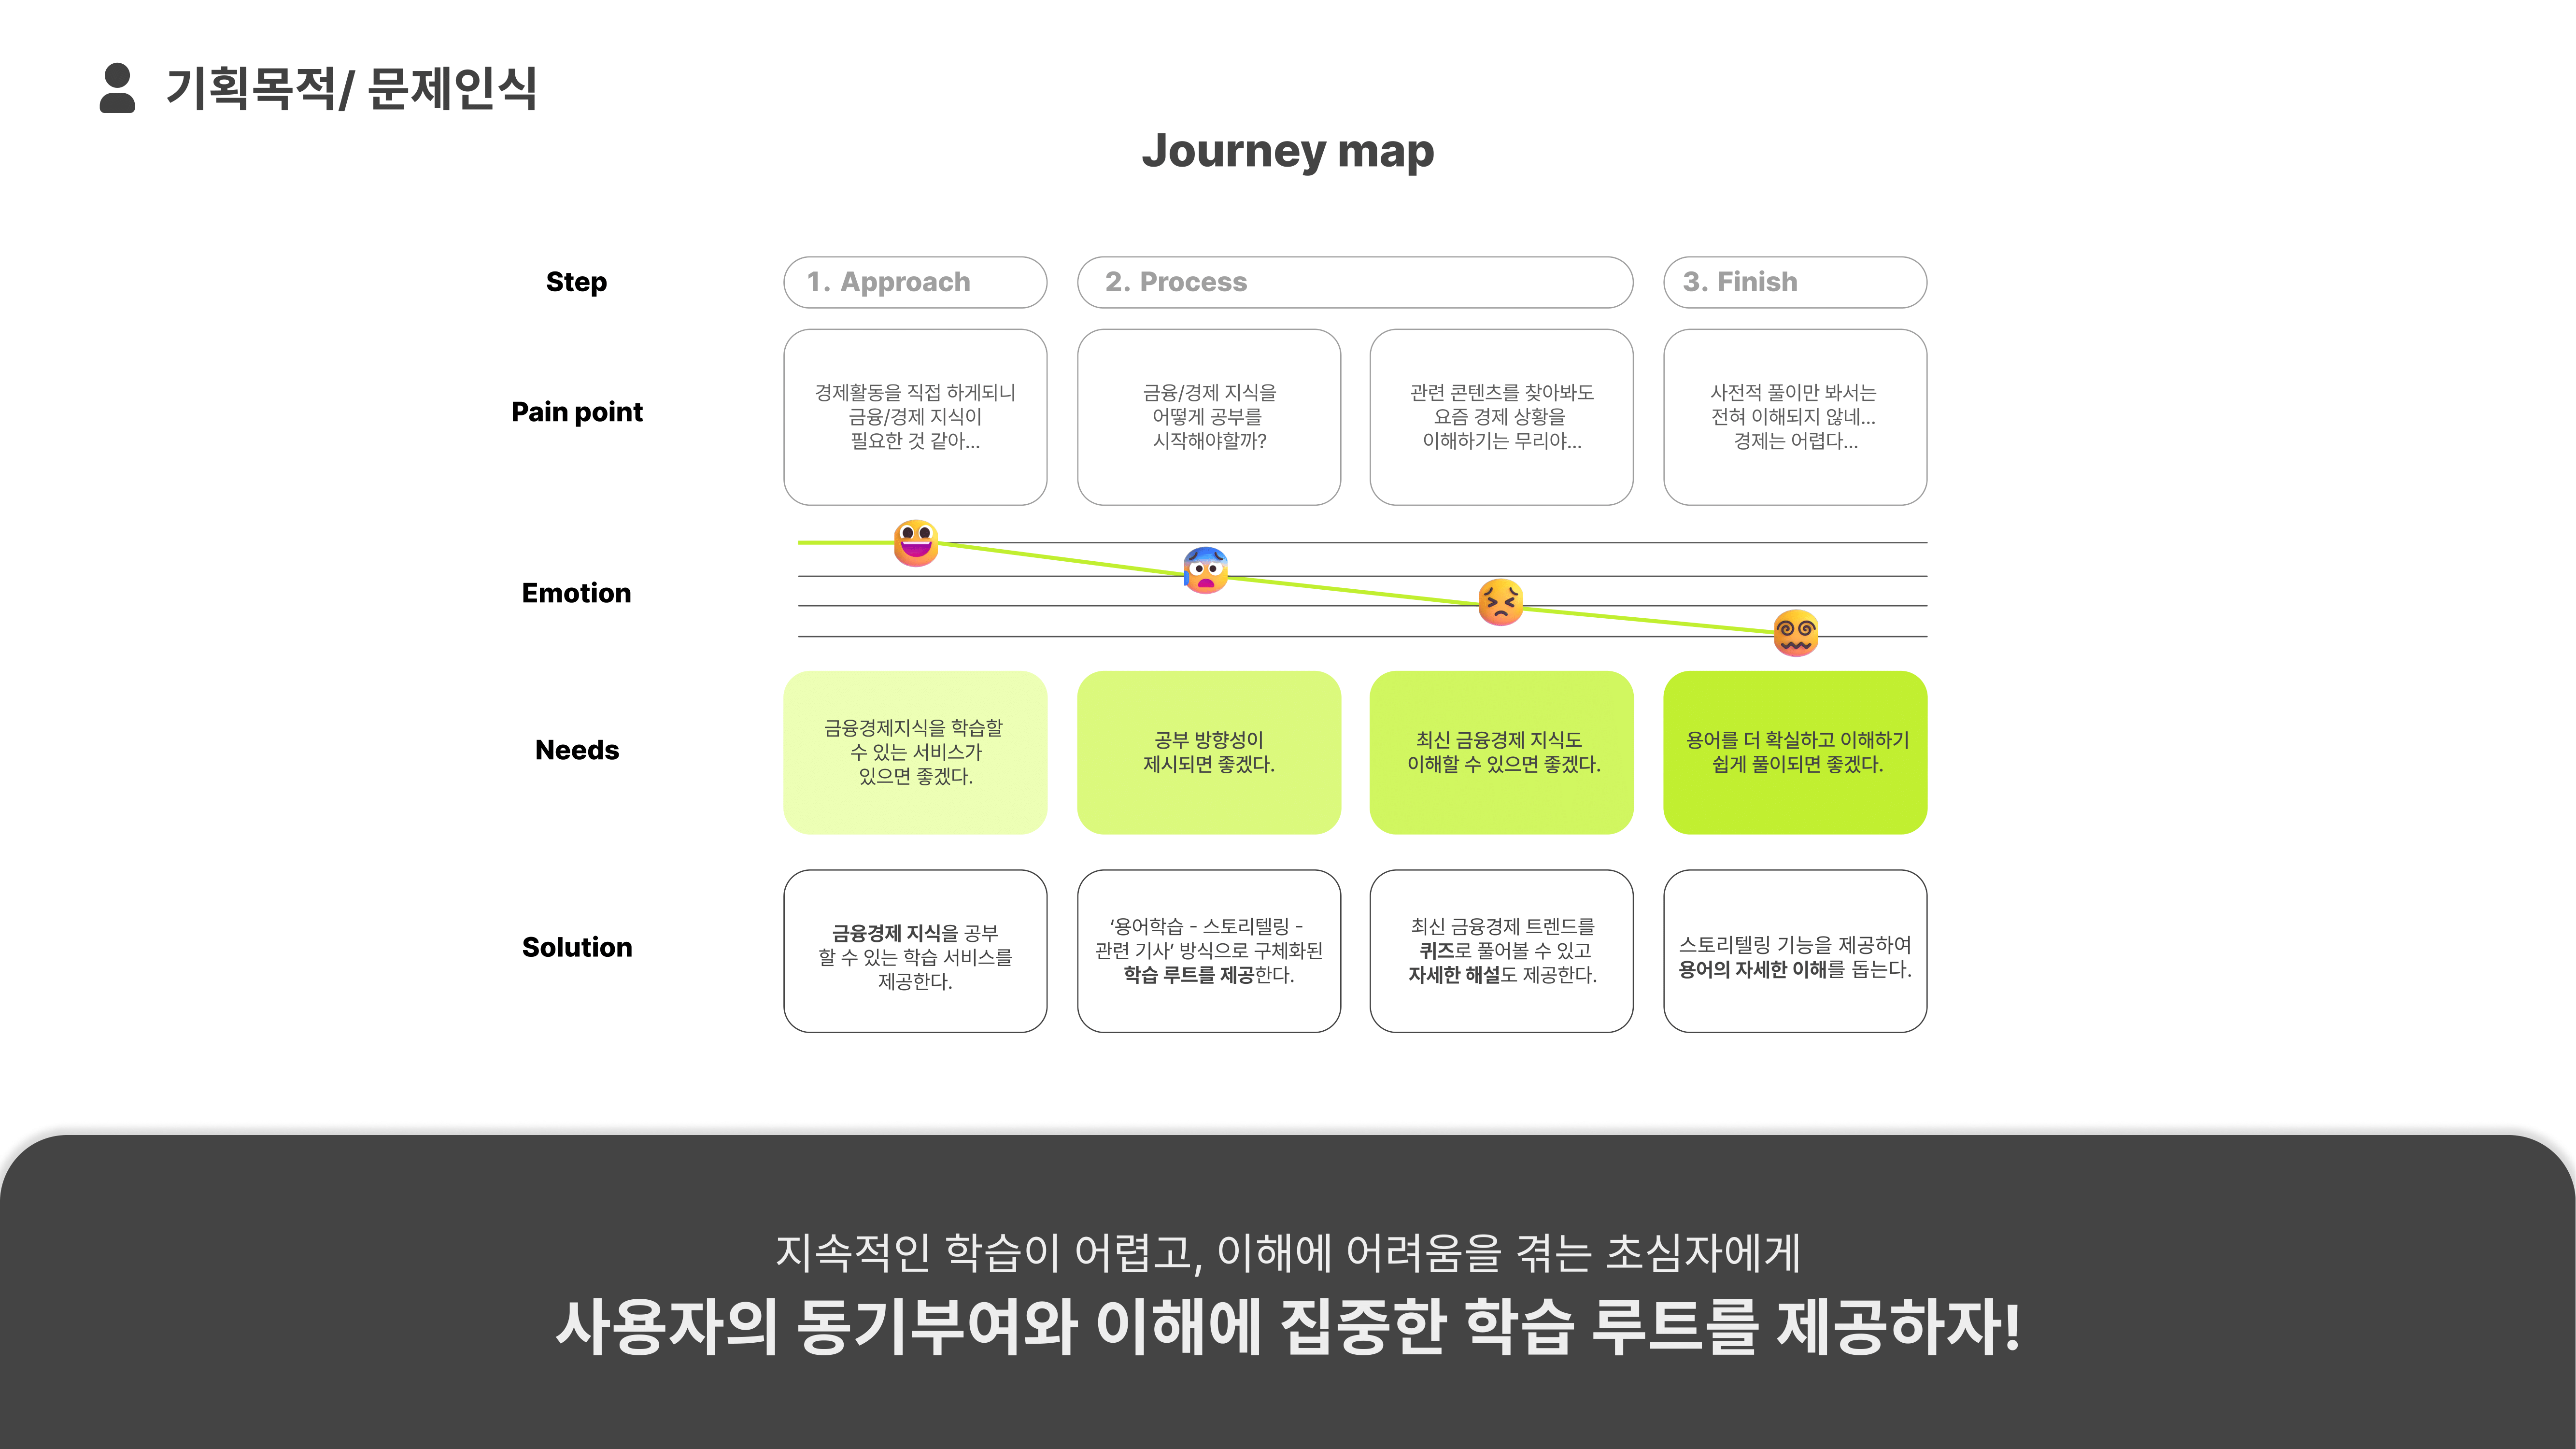 기획목적/ 문제인식
Journey map
Step
1. Approach
2. Process
3. Finish
Pain point
경제활동을 직접 하게되니
금융/경제 지식이
필요한 것 같아...
금융/경제 지식을
어떻게 공부를
시작해야할까?
관련 콘텐츠를 찾아봐도
요즘 경제 상황을
이해하기는 무리야...
사전적 풀이만 봐서는
전혀 이해되지 않네...
경제는 어렵다...
Emotion
Needs
금융경제지식을 학습할
수 있는 서비스가
있으면 좋겠다.
공부 방향성이
제시되면 좋겠다.
최신 금융경제 지식도
이해할 수 있으면 좋겠다.
용어를 더 확실하고 이해하기
쉽게 풀이되면 좋겠다.
Solution
금융경제 지식을 공부
할 수 있는 학습 서비스를
제공한다.
‘용어학습 - 스토리텔링 -
관련 기사’ 방식으로 구체화된
학습 루트를 제공한다.
최신 금융경제 트렌드를
퀴즈로 풀어볼 수 있고
자세한 해설도 제공한다.
스토리텔링 기능을 제공하여
용어의 자세한 이해를 돕는다.
지속적인 학습이 어렵고, 이해에 어려움을 겪는 초심자에게
사용자의 동기부여와 이해에 집중한 학습 루트를 제공하자!